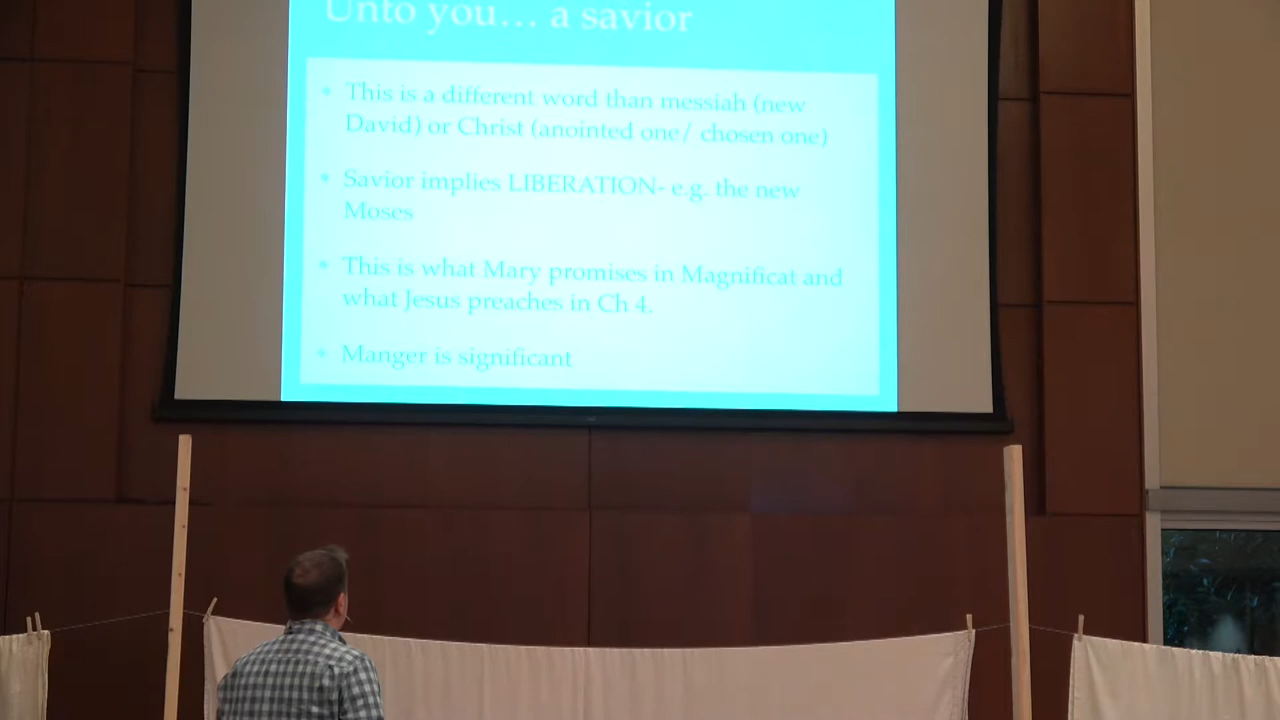 Unto you... a savior
This is a different word than messiah (new
David) or Christ (anointed one/ chosen one)
Savior implies LIBERATION- e.g. the new
Moses
This is what Mary promises in Magnificat and
what Jesus preaches in Ch 4.
Manger is significant